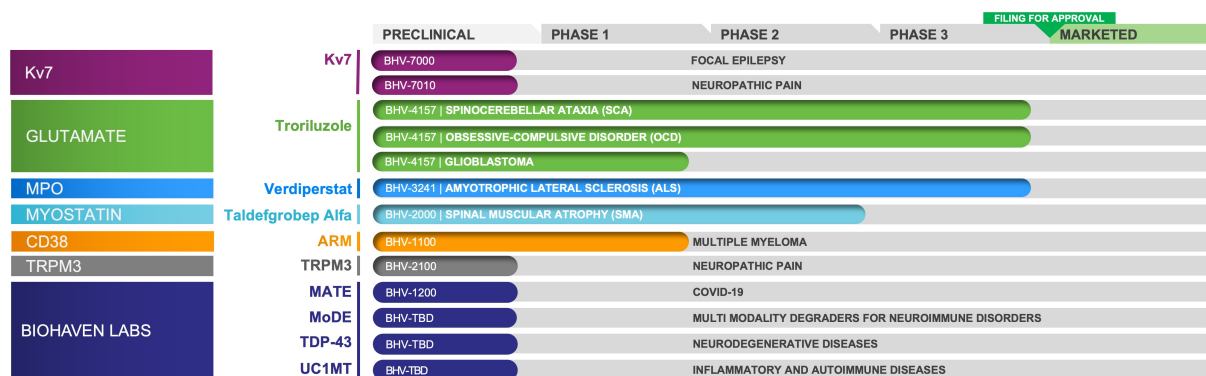 FILING FOR APPROVAL
PRECLINICAL PHASE 1 PHASE 2 PHASE 3 MARKETED
Kv7 Kv7 BHV-7000 FOCAL EPILEPSY
BHV-7010 NEUROPATHIC PAIN
GLUTAMATE Troriluzole BHV-4157 | SPINOCEREBELLAR ATAXIA (SCA)
BHV-4157 | OBSESSIVE-COMPULSIVE DISORDER (OCD)
BHV-4157 | GLIOBLASTOMA
MPO Verdiperstat BHV-3241 | AMYOTROPHIC LATERAL SCLEROSIS (ALS)
MYOSTATIN Taldefgrobep Alfa BHV-2000 | SPINAL MUSCULAR ATROPHY (SMA)
CD38 ARM BHV-1100 MULTIPLE MYELOMA
TRPM3 TRPM3 BHV-2100 NEUROPATHIC PAIN
BIOHAVEN LABS MATE BHV-1200 COVID-19
MoDE BHV-TBD MULTI MODALITY DEGRADERS FOR NEUROIMMUNE DISORDERS
TDP-43 BHV-TBD NEURODEGENERATIVE DISEASES
UC1MT BHV-TBD INFLAMMATORY AND AUTOIMMUNE DISEASES